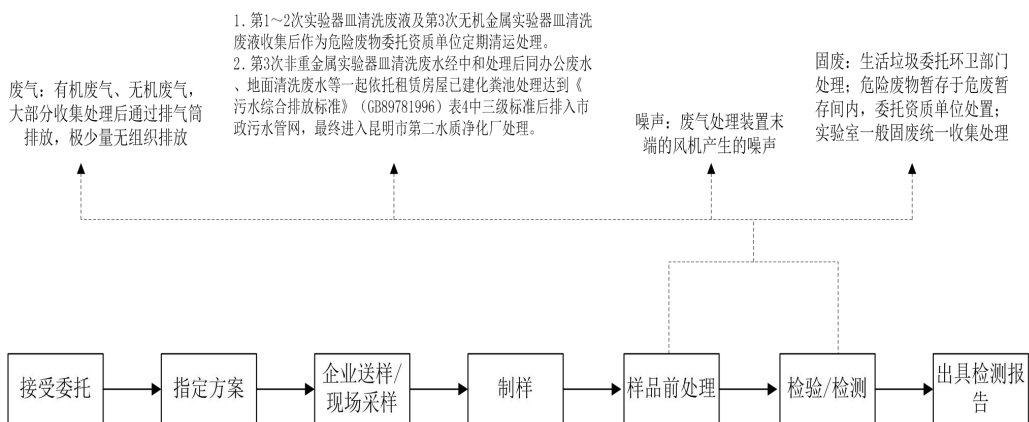 废气：有机废气、无机废气，
大部分收集处理后通过排气筒
排放，极少量无组织排放
1. 第1～2次实验器皿清洗废液及第3次无机金属实验器皿清洗
废液收集后作为危险废物委托资质单位定期清运处理。
2. 第3次非重金属实验器皿清洗废水经中和处理后同办公废水
、地面清洗废水等一起依托租赁房屋已建化粪池处理达到《
污水综合排放标准》（GB89781996）表4中三级标准后排入市
政污水管网，最终进入昆明市第二水质净化厂处理。
噪声：废气处理装置末
端的风机产生的噪声
固废：生活垃圾委托环卫部门
处理；危险废物暂存于危废暂
存间内，委托资质单位处置；
实验室一般固废统一收集处理
接受委托
指定方案
企业送样/
现场采样
制样
样品前处理
检验/检测
出具检测报
告